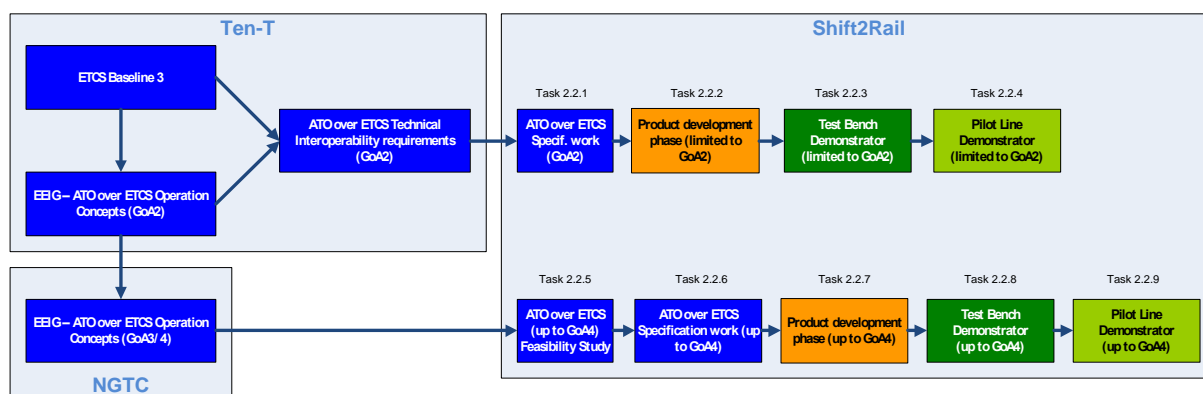 Ten-T
ETCS Baseline 3
ATO over ETCS Technical
Interoperability requirements
(GoA2)
EEIG – ATO over ETCS Operation
Concepts (GoA2)
NGTC
EEIG – ATO over ETCS Operation
Concepts (GoA3/4)
Shift2Rail
Task 2.2.1
ATO over ETCS
Specif. work
(GoA2)
Task 2.2.2
Product development
phase (limited to
GoA2)
Task 2.2.3
Test Bench
Demonstrator
(limited to GoA2)
Task 2.2.4
Pilot Line
Demonstrator
(limited to GoA2)
Task 2.2.5
ATO over ETCS
(up to GoA4)
Feasibility Study
Task 2.2.6
ATO over ETCS
Specification work (up
to GoA4)
Task 2.2.7
Product development
phase (up to GoA4)
Task 2.2.8
Test Bench
Demonstrator
(up to GoA4)
Task 2.2.9
Pilot Line
Demonstrator
(up to GoA4)